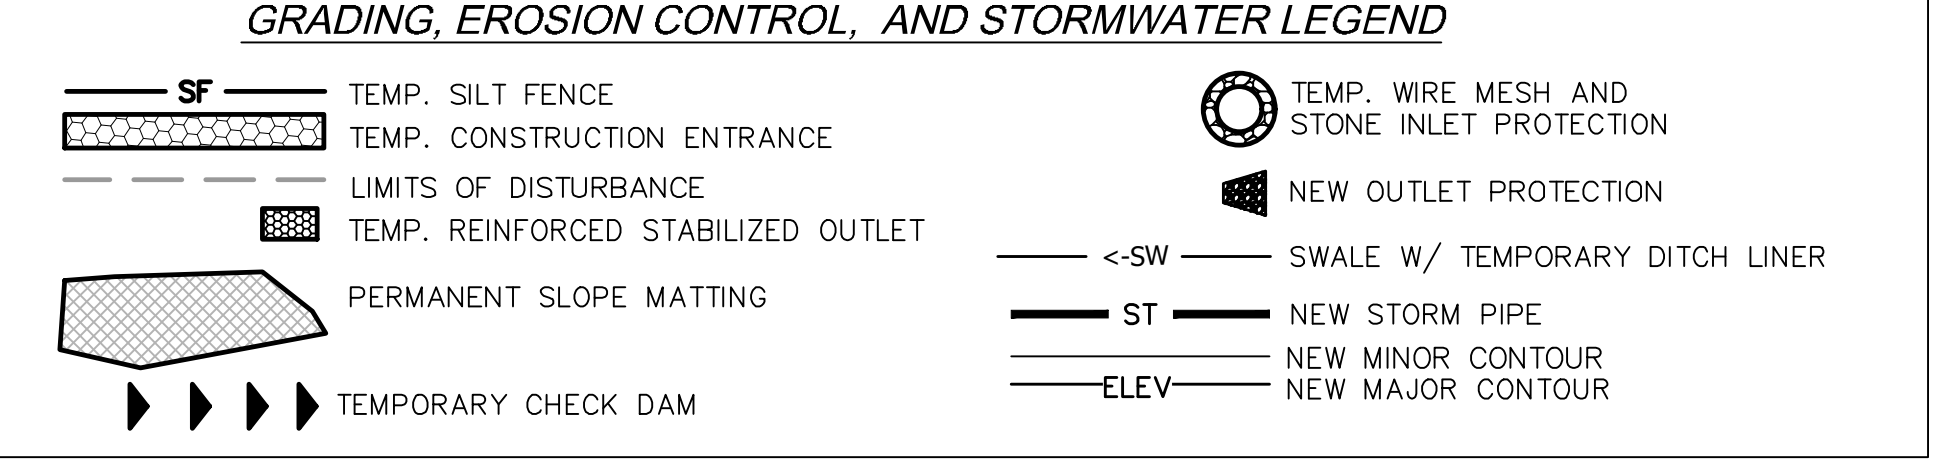 GRADING, EROSION CONTROL, AND STORMWATER LEGEND
SF TEMP. SILT FENCE
TEMP. CONSTRUCTION ENTRANCE
LIMITS OF DISTURBANCE
TEMP. REINFORCED STABILIZED OUTLET
PERMANENT SLOPE MATTING
TEMPORARY CHECK DAM
TEMP. WIRE MESH AND
STONE INLET PROTECTION
NEW OUTLET PROTECTION
<-SW SWALE W/ TEMPORARY DITCH LINER
ST NEW STORM PIPE
NEW MINOR CONTOUR
ELEV NEW MAJOR CONTOUR